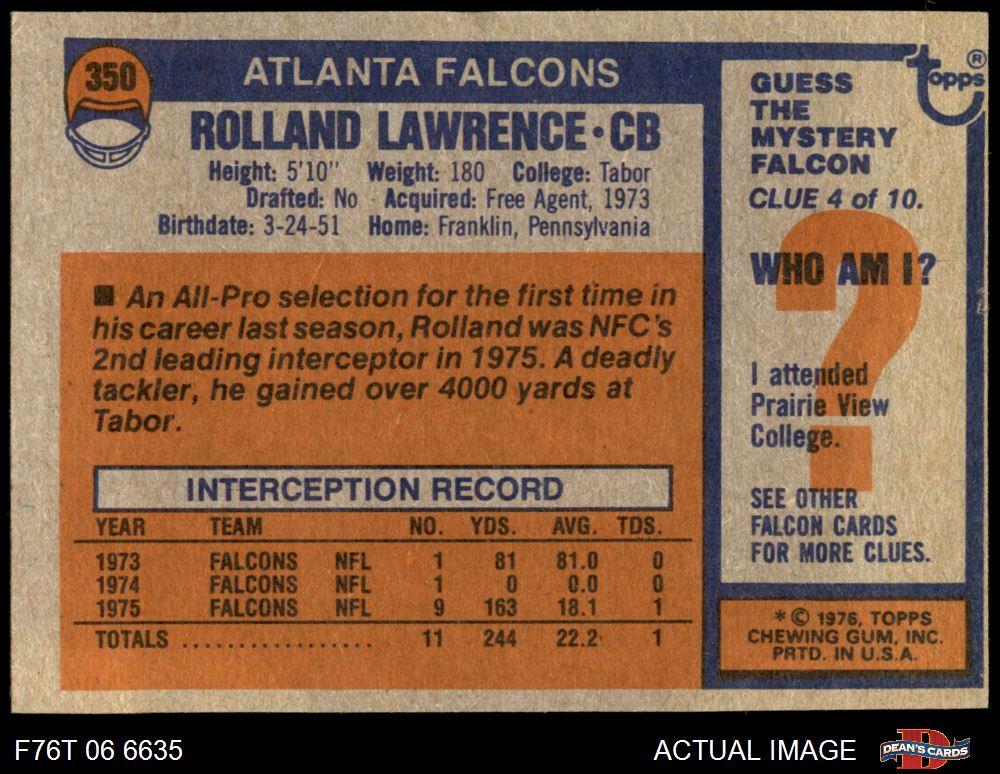 350
ATLANTA FALCONS
ROLLAND LAWRENCE•CB
Height: 5'10" Weight: 180 College: Tabor
Drafted: No Acquired: Free Agent, 1973
Birthdate: 3-24-51 Home: Franklin, Pennsylvania
■ An All-Pro selection for the first time in
his career last season, Rolland was NFC's
2nd leading interceptor in 1975. A deadly
tackler, he gained over 4000 yards at
Tabor.
INTERCEPTION RECORD
YEAR TEAM NO. YDS. AVG. TDS.
1973 FALCONS NFL 1 81 81.0 0
1974 FALCONS NFL 1 0 0.0 0
1975 FALCONS NFL 9 163 18.1 1
TOTALS .................. 11 244 22.2 1
topps®
GUESS
THE
MYSTERY
FALCON
CLUE 4 of 10.
WHO AM I?
I attended
Prairie View
College.
SEE OTHER
FALCON CARDS
FOR MORE CLUES.
*© 1976, TOPPS
CHEWING GUM, INC.
PRTD. IN U.S.A.
F76T 06 6635
ACTUAL IMAGE
DEAN'S CARDS